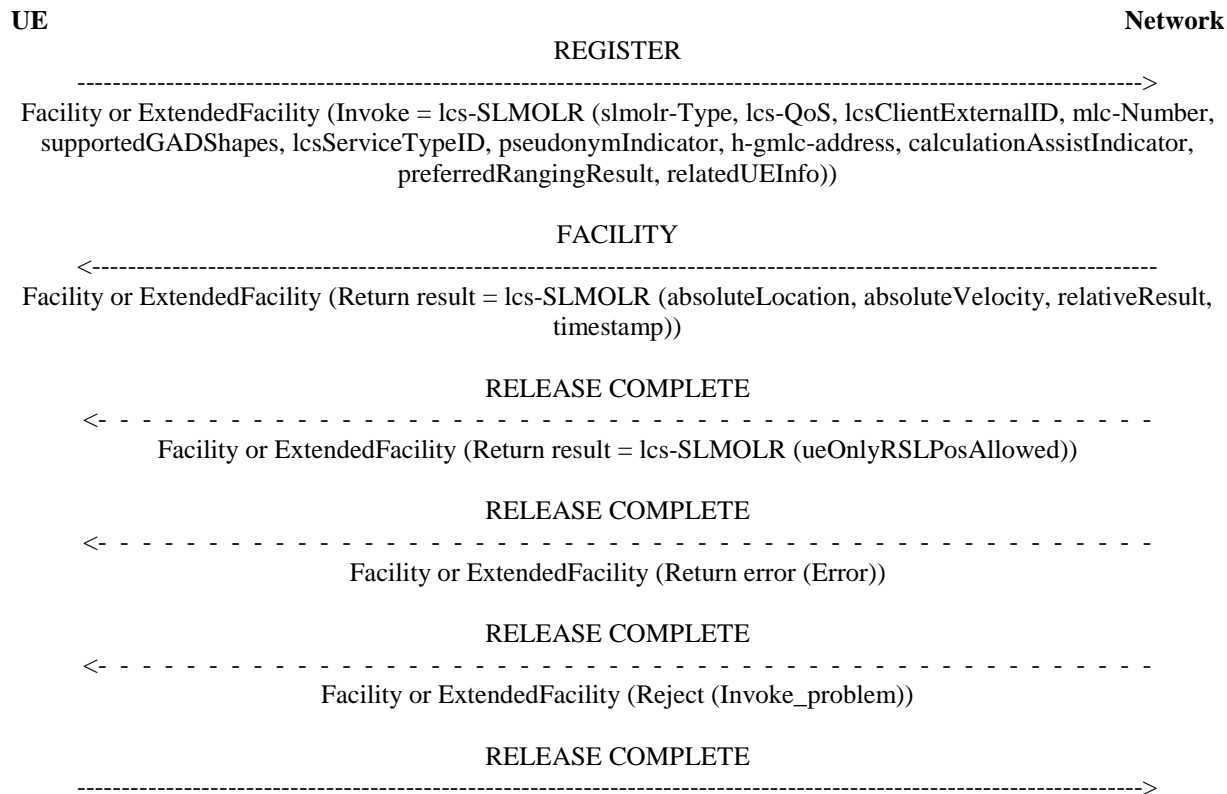 UE Network
REGISTER
------------------------------------------------------------------------------------------------------------------------>
Facility or ExtendedFacility (Invoke = lcs-SLMOLR (slmolr-Type, lcs-QoS, lcsClientExternalID, mlc-Number,
supportedGADShapes, lcsServiceTypeID, pseudonymIndicator, h-gmlc-address, calculationAssistIndicator,
preferredRangingResult, relatedUEInfo))
FACILITY
<------------------------------------------------------------------------------------------------------------------------
Facility or ExtendedFacility (Return result = lcs-SLMOLR (absoluteLocation, absoluteVelocity, relativeResult,
timestamp))
RELEASE COMPLETE
<- - - - - - - - - - - - - - - - - - - - - - - - - - - - - - - - - - - - - - - - - - - - - - - - - - - - - - - - - -
Facility or ExtendedFacility (Return result = lcs-SLMOLR (ueOnlyRSLPosAllowed))
RELEASE COMPLETE
<- - - - - - - - - - - - - - - - - - - - - - - - - - - - - - - - - - - - - - - - - - - - - - - - - - - - - - - - - -
Facility or ExtendedFacility (Return error (Error))
RELEASE COMPLETE
<- - - - - - - - - - - - - - - - - - - - - - - - - - - - - - - - - - - - - - - - - - - - - - - - - - - - - - - - - -
Facility or ExtendedFacility (Reject (Invoke_problem))
RELEASE COMPLETE
------------------------------------------------------------------------------------------------------------------------>